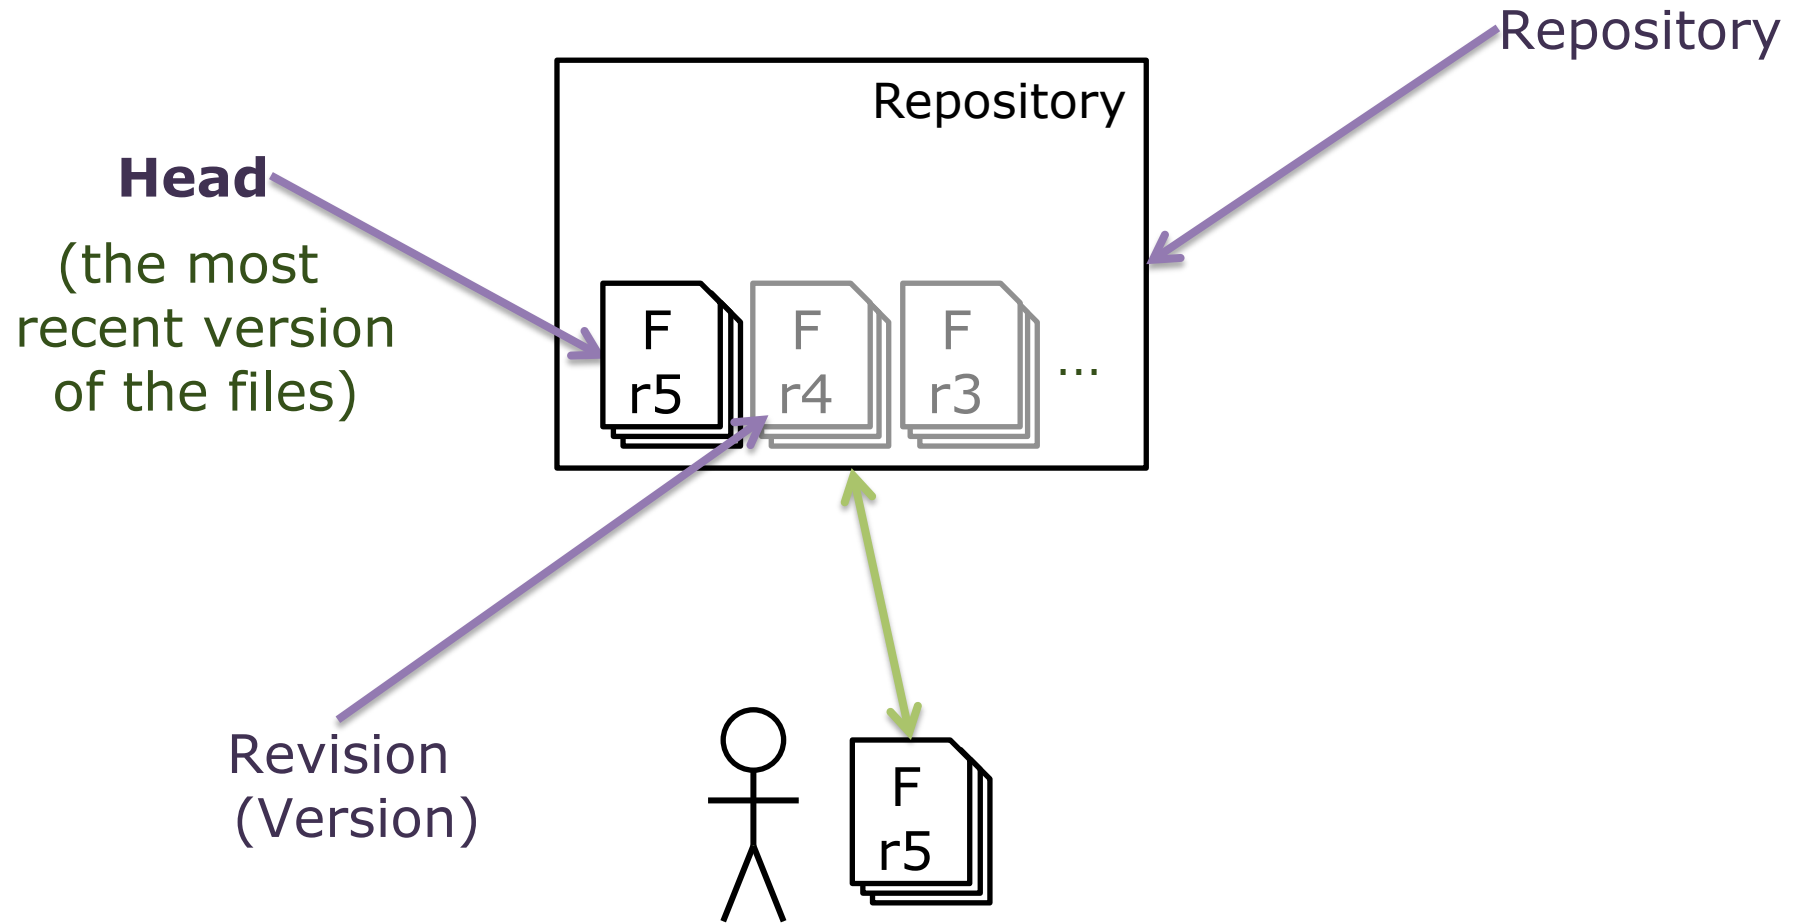 Repository
Repository
Head
(the most
recent version
of the files)
F
r5
F
r4
F
r3
...
Revision
(Version)
F
r5